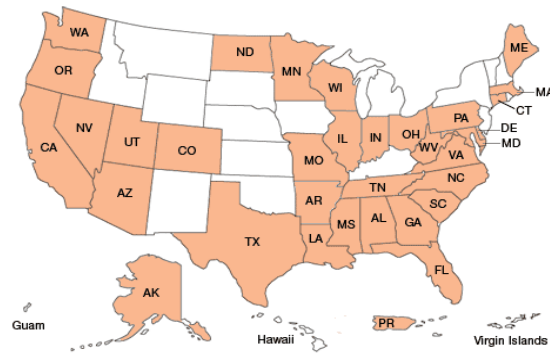 WA
ND
MN
ME
OR
WI
MA
CT
NV
UT
CO
CA
IL
IN
OH
PA
DE
MD
WV
VA
MO
NC
TN
AZ
AR
SC
MS
AL
GA
TX
LA
FL
AK
PR
Guam
Hawaii
Virgin Islands